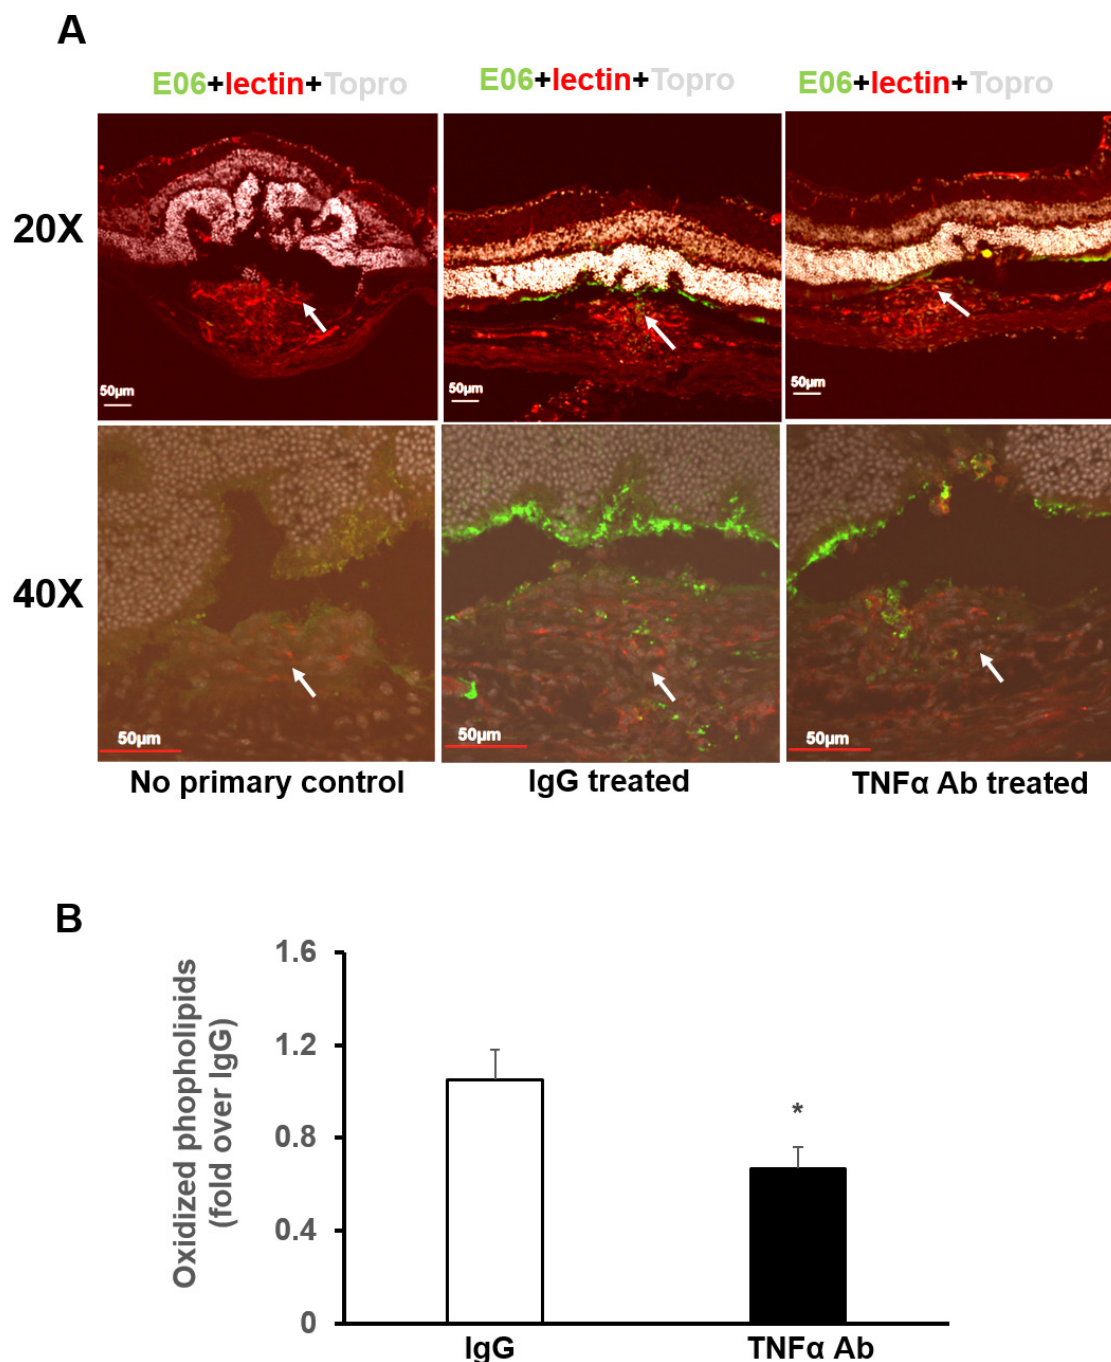 A
E06+lectin+Topro
E06+lectin+Topro
E06+lectin+Topro
20X
50µm
50µm
50µm
40X
50µm
50µm
50µm
No primary control
IgG treated
TNFα Ab treated
B
Oxidized phopholipids
(fold over IgG)
1.6
1.2
0.8
0.4
0
*
IgG
TNFα Ab